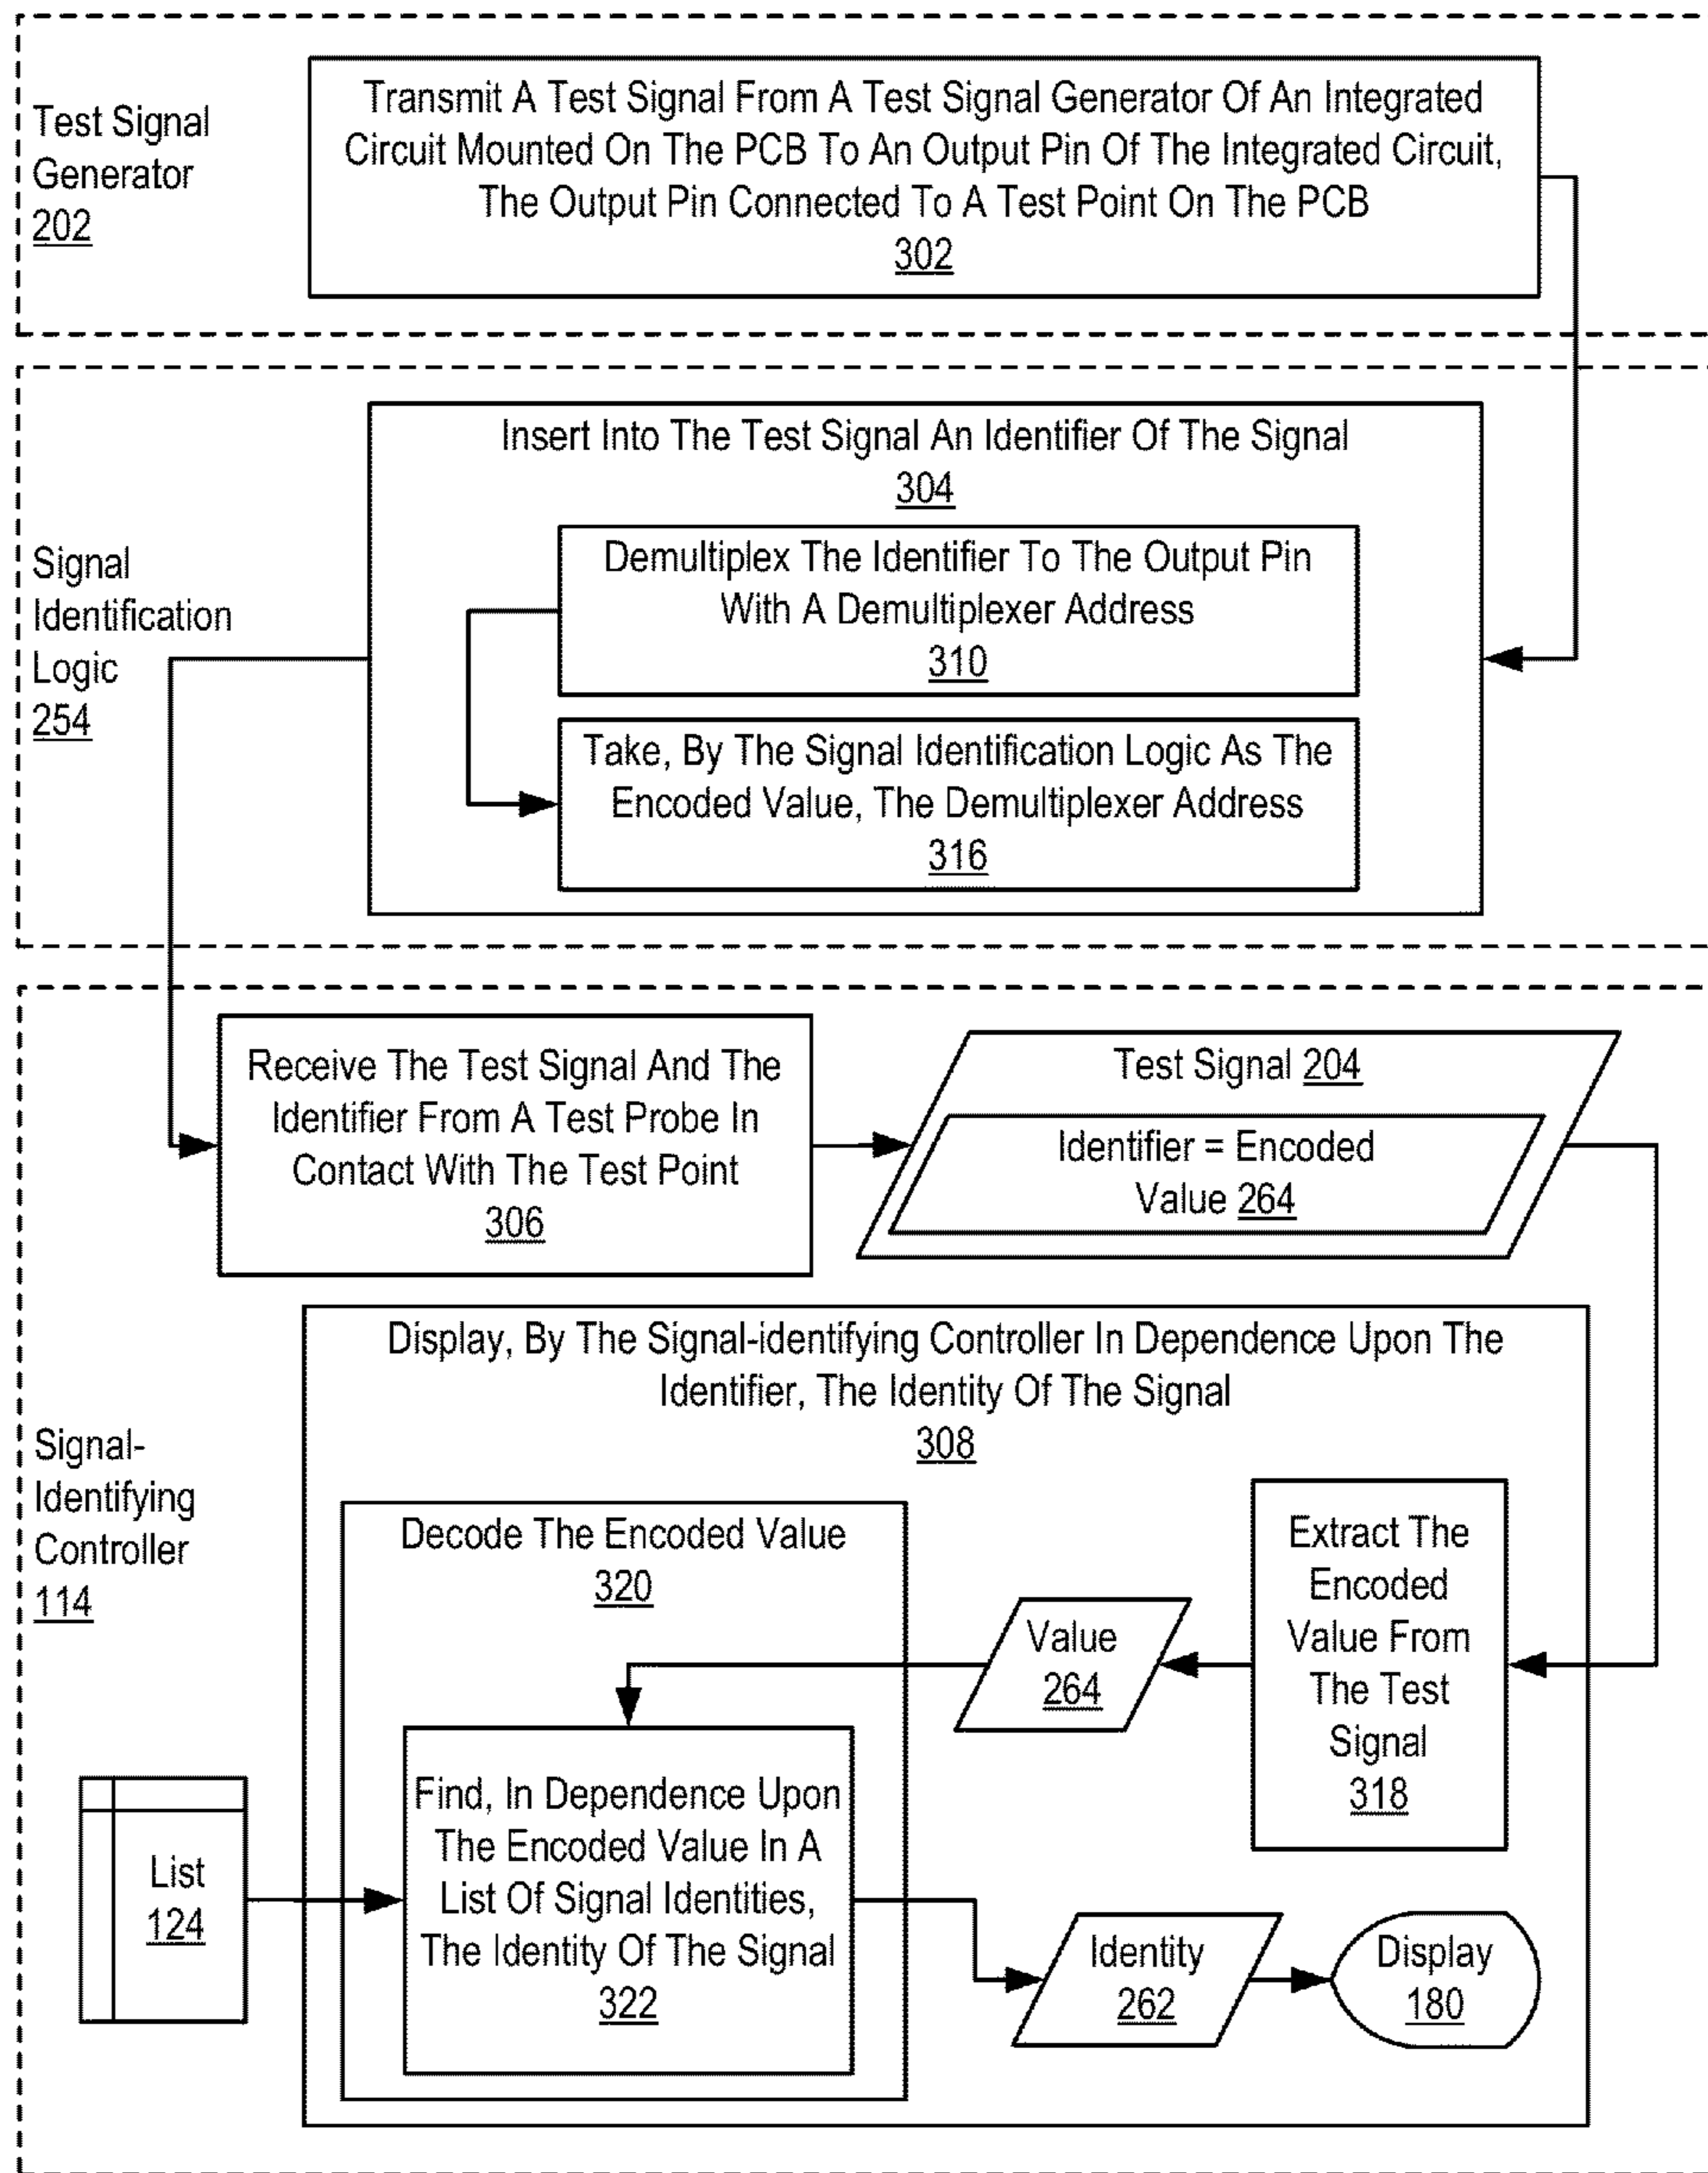 Test Signal
Generator
202
Transmit A Test Signal From A Test Signal Generator Of An Integrated
Circuit Mounted On The PCB To An Output Pin Of The Integrated Circuit,
The Output Pin Connected To A Test Point On The PCB
302
Signal
Identification
Logic
254
Insert Into The Test Signal An Identifier Of The Signal
304
Demultiplex The Identifier To The Output Pin
With A Demultiplexer Address
310
Take, By The Signal Identification Logic As The
Encoded Value, The Demultiplexer Address
316
Receive The Test Signal And The
Identifier From A Test Probe In
Contact With The Test Point
306
Test Signal 204
Identifier = Encoded
Value 264
Signal-
Identifying
Controller
114
Display, By The Signal-identifying Controller In Dependence Upon The
Identifier, The Identity Of The Signal
308
Decode The Encoded Value
320
Extract The
Encoded
Value From
The Test
Signal
318
Value
264
List
124
Find, In Dependence Upon
The Encoded Value In A
List Of Signal Identities,
The Identity Of The Signal
322
Identity
262
Display
180